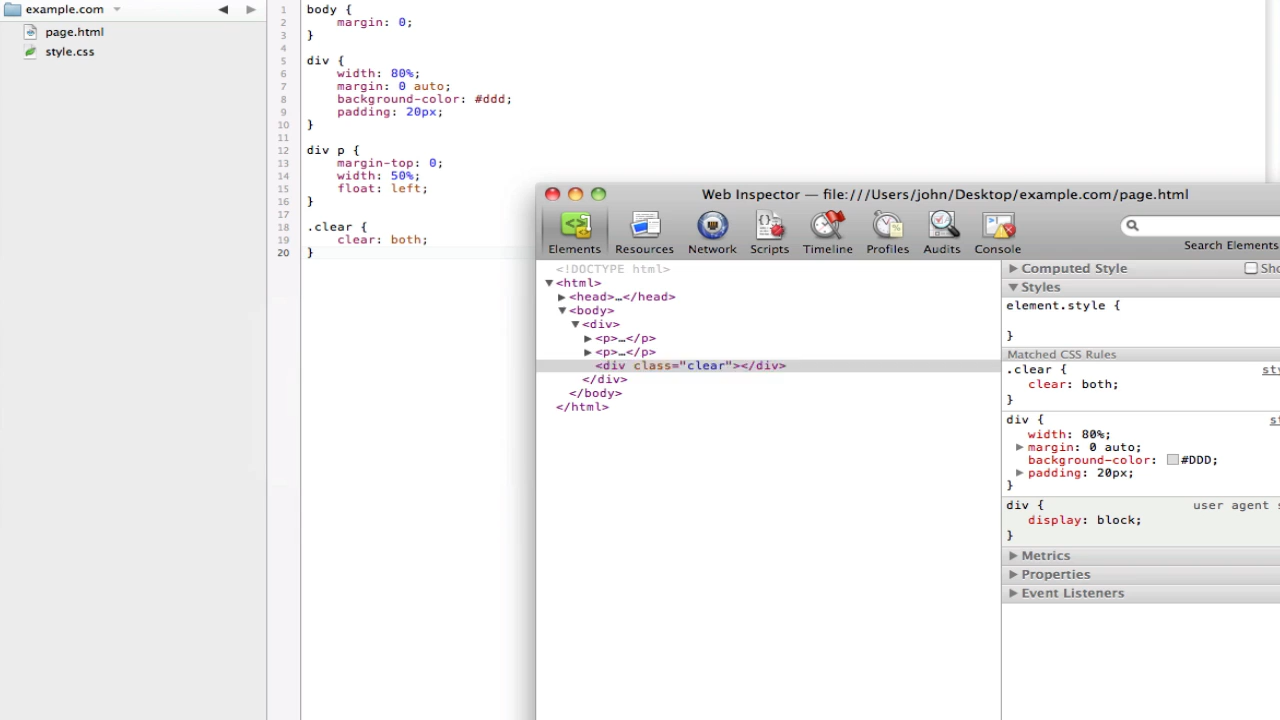 example.com
page.html
style.css
1 body {
2 margin: 0;
3 }
4
5 div {
6 width: 80%;
7 margin: 0 auto;
8 background-color: #ddd;
9 padding: 20px;
10 }
11
12 div p {
13 margin-top: 0;
14 width: 50%;
15 float: left;
16 }
17
18 .clear {
19 clear: both;
20 }
Web Inspector — file:///Users/john/Desktop/example.com/page.html
Elements Resources Network Scripts Timeline Profiles Audits Console
Search Elements
<!DOCTYPE html>
<html>
<head>…</head>
<body>
<div>
<p>…</p>
<p>…</p>
<div class="clear"></div>
</div>
</body>
</html>
Computed Style
Styles
element.style {
}
Matched CSS Rules
.clear {
clear: both;
}
div {
width: 80%;
margin: 0 auto;
background-color: #DDD;
padding: 20px;
}
div { user agent
display: block;
}
Metrics
Properties
Event Listeners